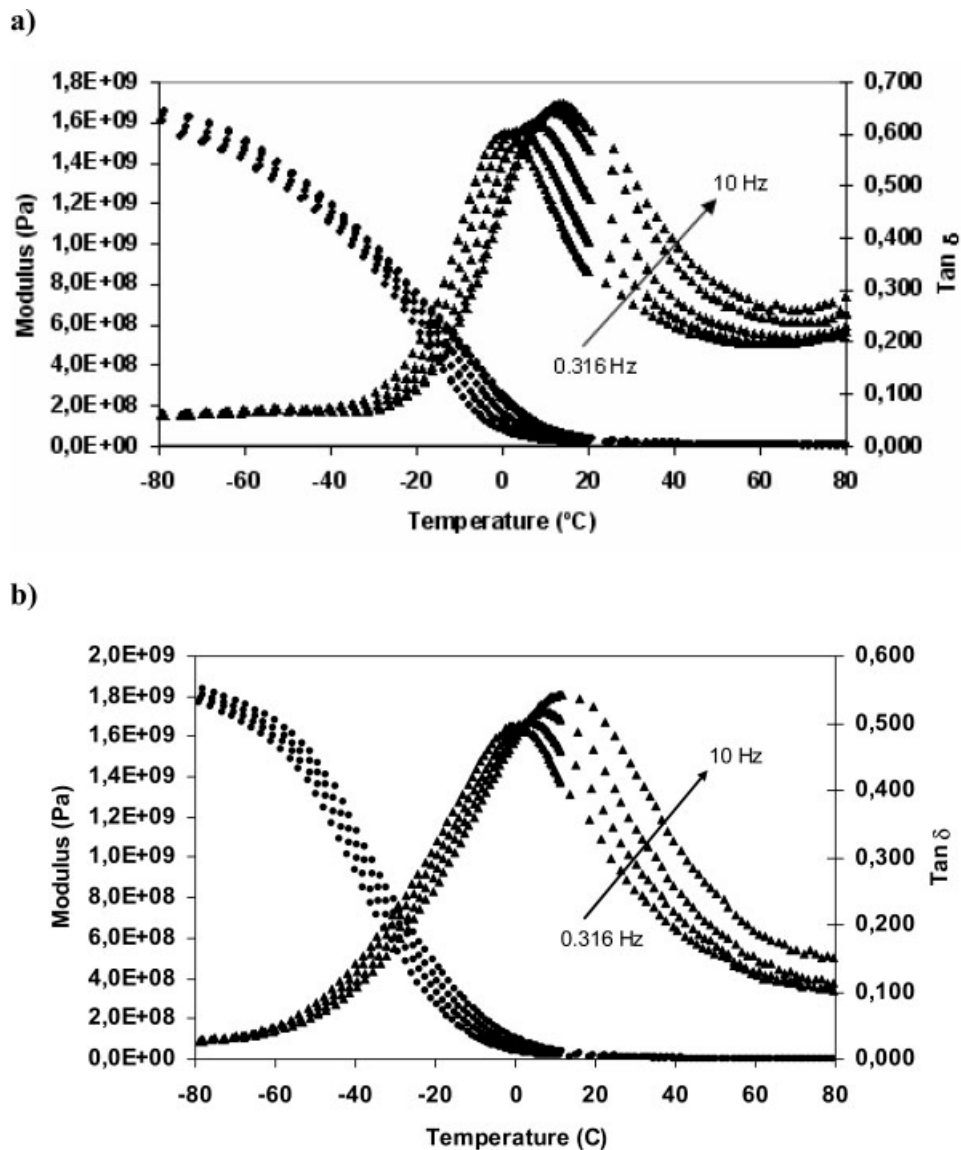 a)
1,8E+09
1,6E+09
1,4E+09
1,2E+09
1,0E+09
8,0E+08
6,0E+08
4,0E+08
2,0E+08
0,0E+00
Modulus (Pa)
0,700
0,600
0,500
0,400
0,300
0,200
0,100
0,000
Tan δ
10 Hz
0.316 Hz
-80 -60 -40 -20 0 20 40 60 80
Temperature (ºC)
b)
2,0E+09
1,8E+09
1,6E+09
1,4E+09
1,2E+09
1,0E+09
8,0E+08
6,0E+08
4,0E+08
2,0E+08
0,0E+00
Modulus (Pa)
0,600
0,500
0,400
0,300
0,200
0,100
0,000
Tan δ
10 Hz
0.316 Hz
-80 -60 -40 -20 0 20 40 60 80
Temperature (C)